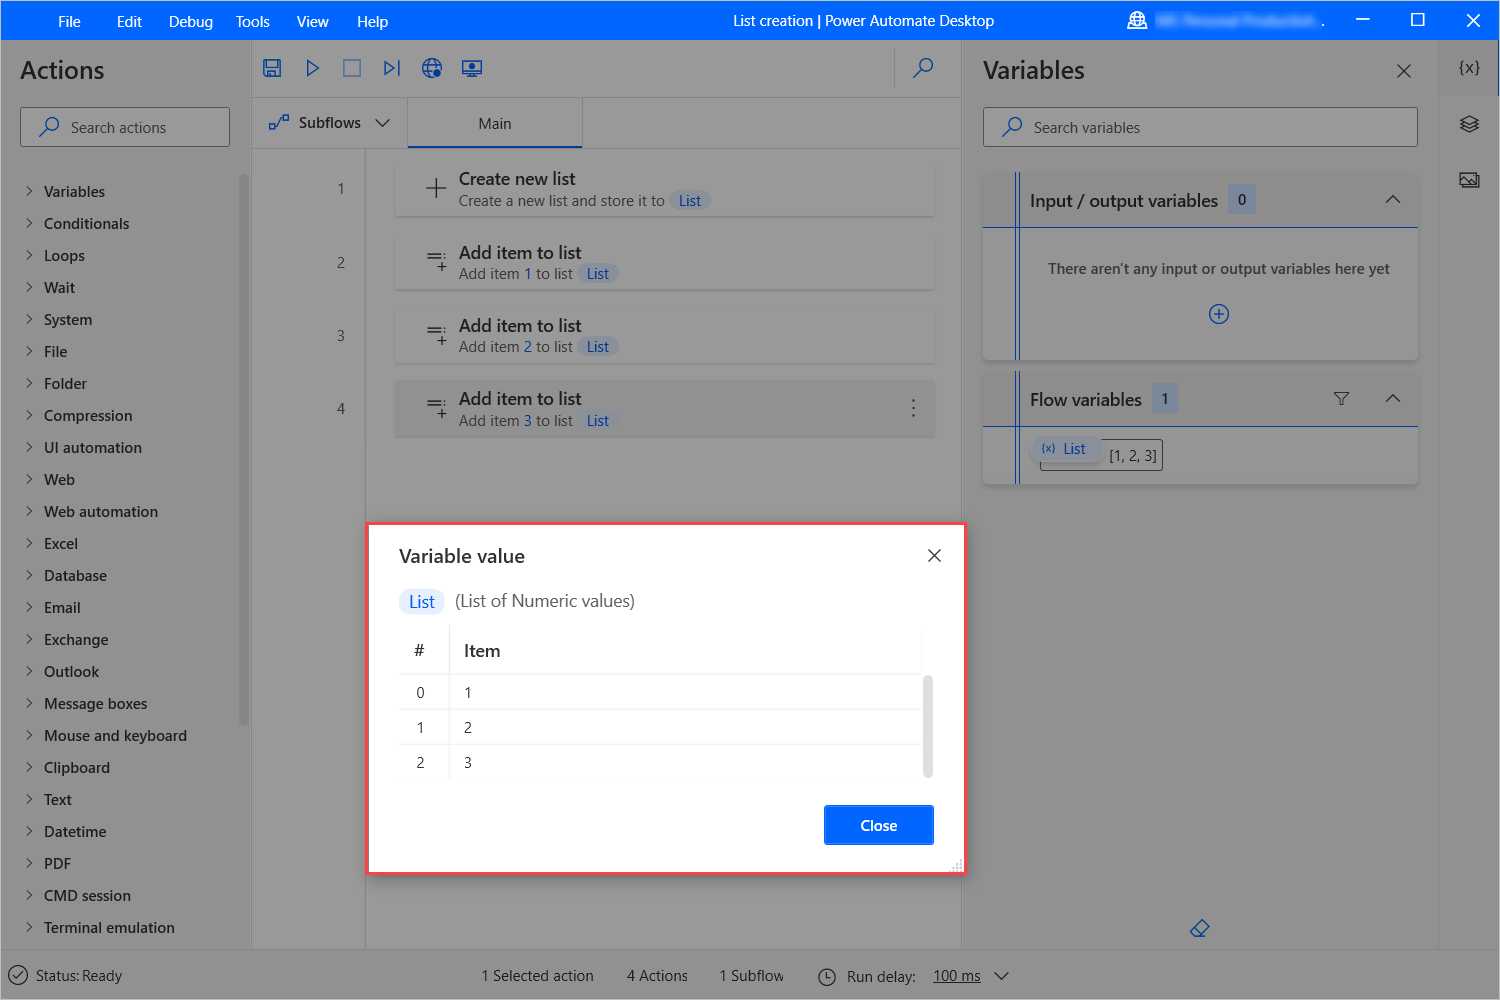 File Edit Debug Tools View Help List creation | Power Automate Desktop
Actions
Search actions
Variables
Conditionals
Loops
Wait
System
File
Folder
Compression
UI automation
Web
Web automation
Excel
Database
Email
Exchange
Outlook
Message boxes
Mouse and keyboard
Clipboard
Text
Datetime
PDF
CMD session
Terminal emulation
Subflows Main
1 Create new list
Create a new list and store it to List
2 Add item to list
Add item 1 to list List
3 Add item to list
Add item 2 to list List
4 Add item to list
Add item 3 to list List
Variable value
List (List of Numeric values)
# Item
0 1
1 2
2 3
Close
Variables
{x}
Search variables
Input / output variables 0
There aren't any input or output variables here yet
Flow variables 1
{x} List [1, 2, 3]
Status: Ready 1 Selected action 4 Actions 1 Subflow Run delay: 100 ms